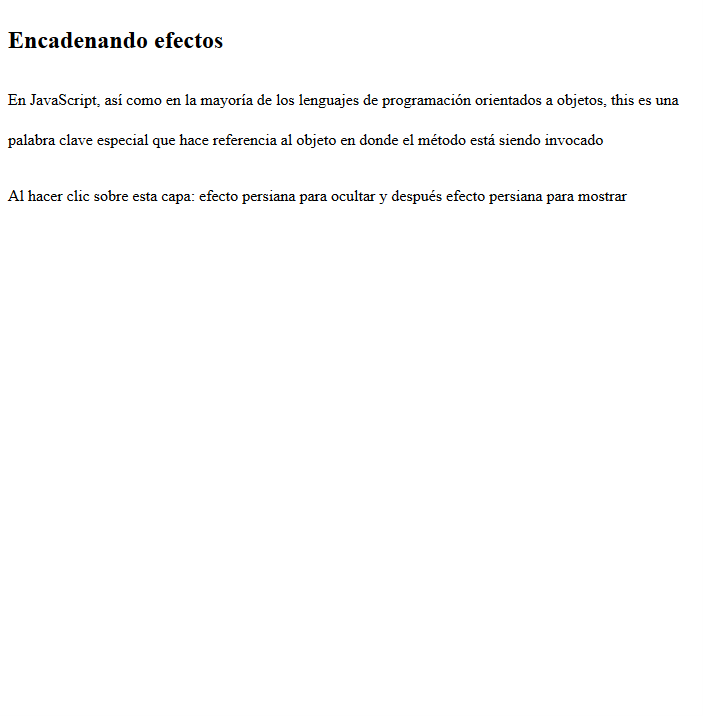 Encadenando efectos
En JavaScript, así como en la mayoría de los lenguajes de programación orientados a objetos, this es una
palabra clave especial que hace referencia al objeto en donde el método está siendo invocado
Al hacer clic sobre esta capa: efecto persiana para ocultar y después efecto persiana para mostrar